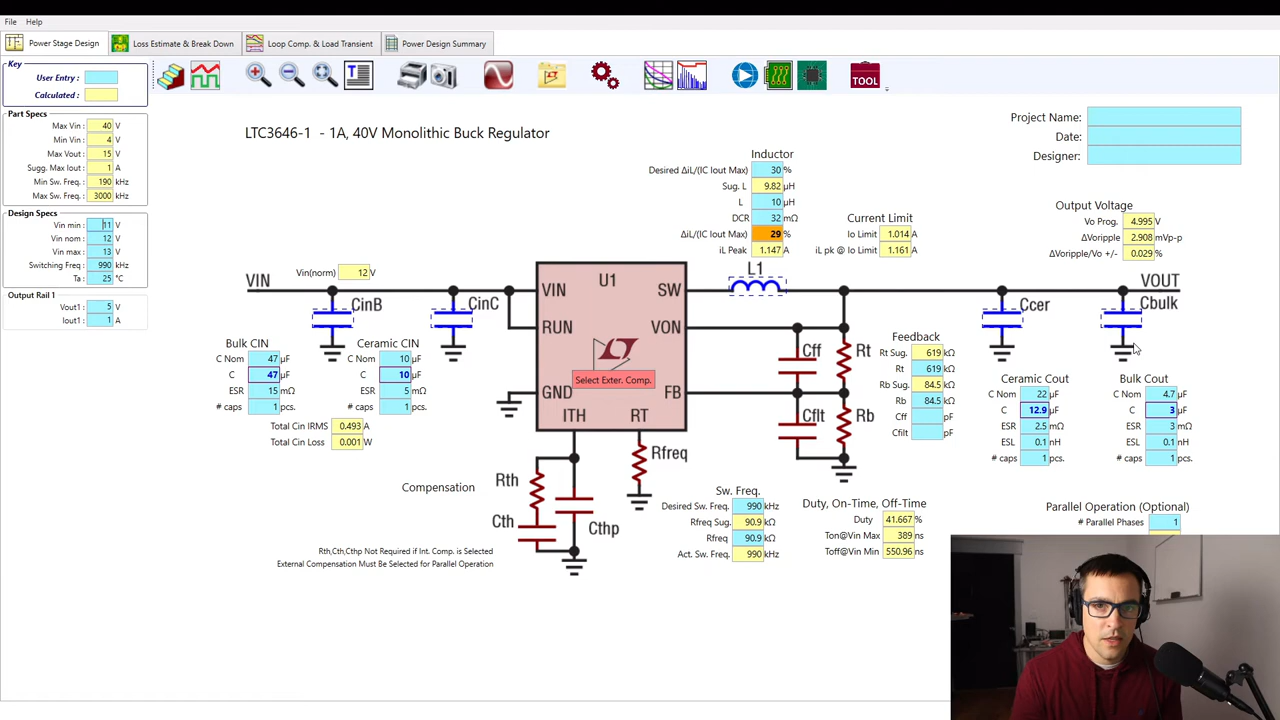 File Help
Power Stage Design
Loss Estimate & Break Down
Loop Comp. & Load Transient
Power Design Summary
Key
User Entry :
Calculated :
TOOL
Part Specs
Max Vin : 40 V
Min Vin : 4 V
Max Vout : 15 V
Sugg. Max Iout : 1 A
Min Sw. Freq. : 190 kHz
Max Sw. Freq. : 3000 kHz
Design Specs
Vin min : 11 V
Vin nom : 12 V
Vin max : 13 V
Switching Freq : 990 kHz
Ta : 25 °C
Output Rail 1
Vout1 : 5 V
Iout1 : 1 A
LTC3646-1 - 1A, 40V Monolithic Buck Regulator
Project Name:
Date:
Designer:
Inductor
Desired ΔiL/(IC Iout Max) 30 %
Sug. L 9.82 µH
L 10 µH
DCR 32 mΩ
ΔiL/(IC Iout Max) 29 %
iL Peak 1.147 A
Current Limit
Io Limit 1.014 A
iL pk @ Io Limit 1.161 A
Output Voltage
Vo Prog. 4.995 V
ΔVoripple 2.908 mVp-p
ΔVoripple/Vo +/- 0.029 %
VIN
Vin(norm) 12 V
CinB
CinC
U1
VIN
RUN
GND
ITH
RT
SW
VON
FB
Select Exter. Comp.
L1
VOUT
Ccer
Cbulk
Cff
Rt
Cflt
Rb
Bulk CIN
C Nom 47 µF
C 47 µF
ESR 15 mΩ
# caps 1 pcs.
Ceramic CIN
C Nom 10 µF
C 10 µF
ESR 5 mΩ
# caps 1 pcs.
Total Cin IRMS 0.493 A
Total Cin Loss 0.001 W
Feedback
Rt Sug. 619 kΩ
Rt 619 kΩ
Rb Sug. 84.5 kΩ
Rb 84.5 kΩ
Cff pF
Cfilt pF
Ceramic Cout
C Nom 22 µF
C 12.9 µF
ESR 2.5 mΩ
ESL 0.1 nH
# caps 1 pcs.
Bulk Cout
C Nom 4.7 µF
C 3 µF
ESR 3 mΩ
ESL 0.1 nH
# caps 1 pcs.
Compensation
Rth
Cth
Cthp
Rfreq
Rth,Cth,Cthp Not Required if Int. Comp. is Selected
External Compensation Must be Selected for Parallel Operation
Sw. Freq.
Desired Sw. Freq. 990 kHz
Rfreq Sug. 90.9 kΩ
Rfreq 90.9 kΩ
Act. Sw. Freq. 990 kHz
Duty, On-Time, Off-Time
Duty 41.667 %
Ton@Vin Max 389 ns
Toff@Vin Min 550.96 ns
Parallel Operation (Optional)
# Parallel Phases 1